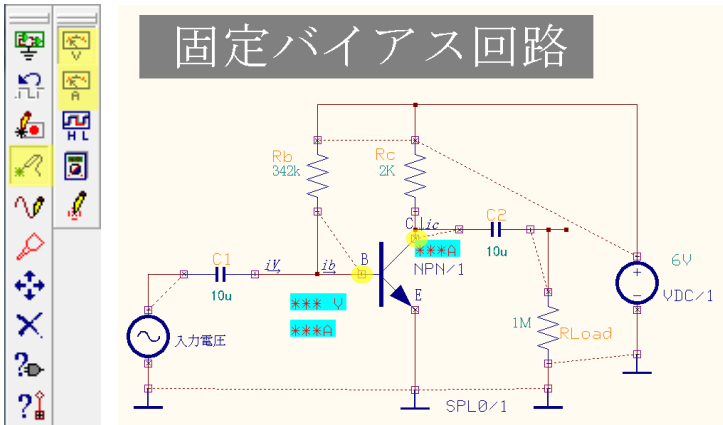 V
A
H L
?
?
固定バイアス回路
Rb
342k
Rc
2K
C
ic
***A
NPN/1
C2
10u
6V
VDC/1
C1
10u
iV
ib
B
E
*** V
***A
入力電圧
1M
RLoad
SPL0/1